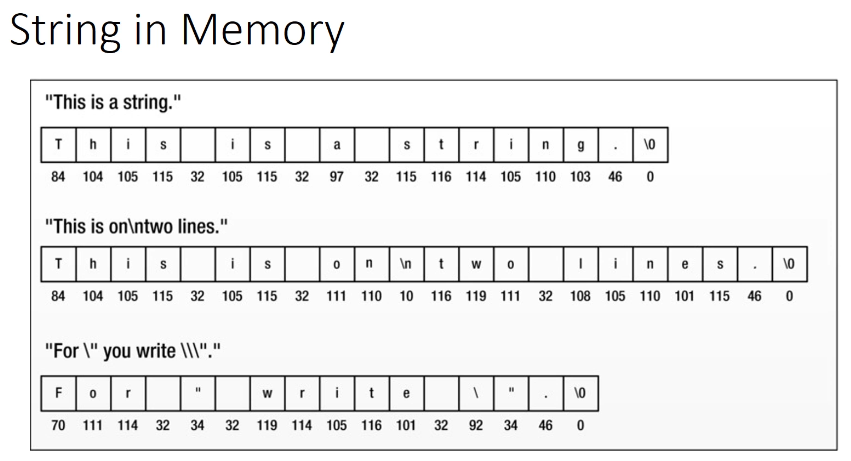 String in Memory
"This is a string."
T h i s i s a s t r i n g . \0
84 104 105 115 32 105 115 32 97 32 115 116 114 105 110 103 46 0
"This is on\ntwo lines."
T h i s i s o n \n t w o l i n e s . \0
84 104 105 115 32 105 115 32 111 110 10 116 119 111 32 108 105 110 101 115 46 0
"For \" you write \\\"."
F o r " w r i t e \ " . \0
70 111 114 32 34 32 119 114 105 116 101 32 92 34 46 0